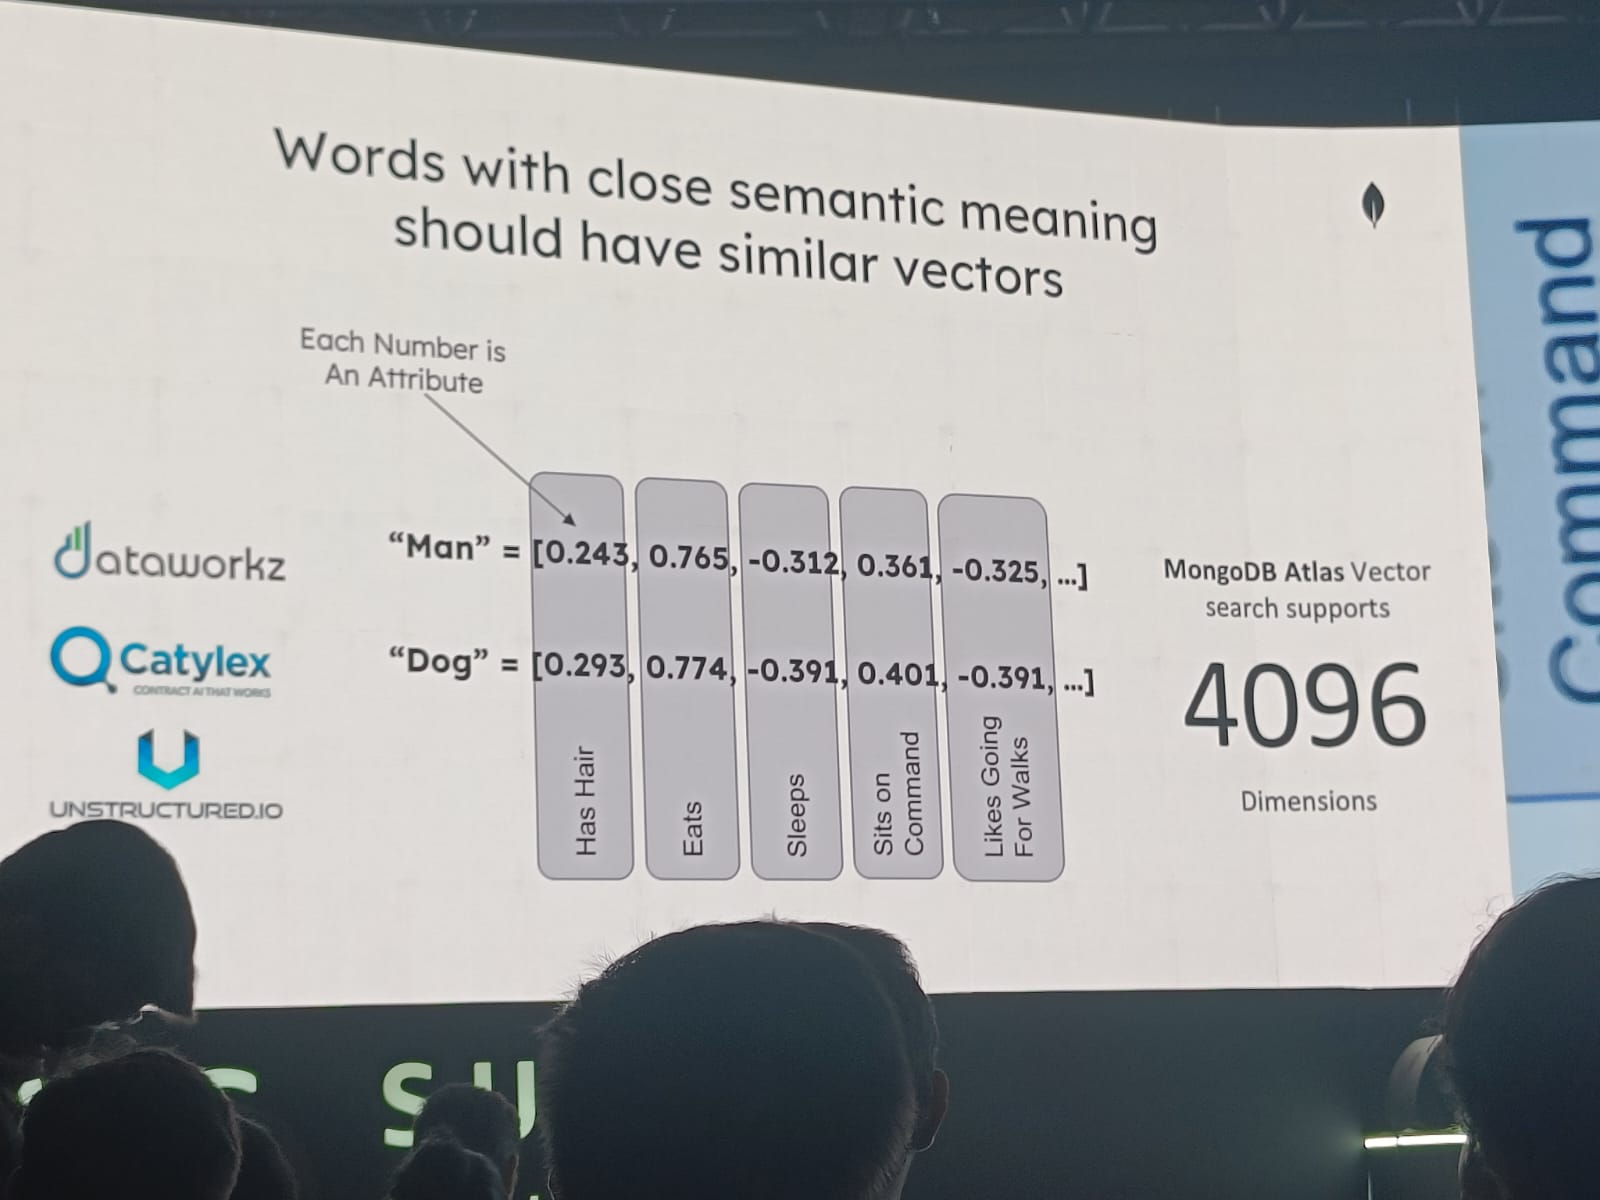 Words with close semantic meaning
should have similar vectors
Each Number is
An Attribute
dataworkz
Catylex
CONTRACT AI THAT WORKS
UNSTRUCTURED.IO
“Man” = [0.243, 0.765, -0.312, 0.361, -0.325, ...]
“Dog” = [0.293, 0.774, -0.391, 0.401, -0.391, ...]
Has Hair
Eats
Sleeps
Sits on
Command
Likes Going
For Walks
MongoDB Atlas Vector
search supports
4096
Dimensions
Command